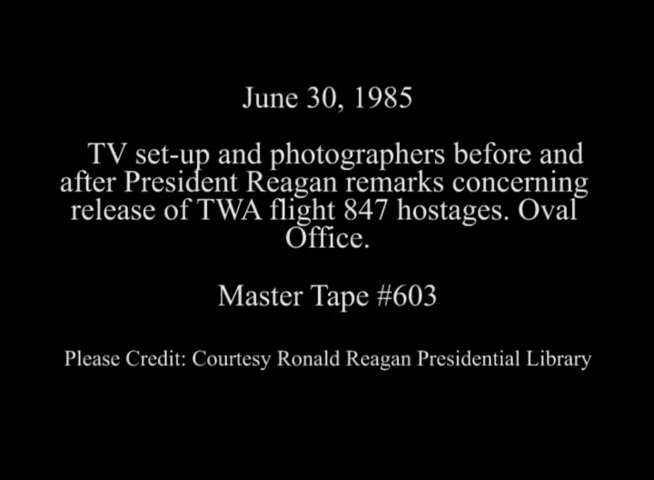 June 30, 1985
TV set-up and photographers before and
after President Reagan remarks concerning
release of TWA flight 847 hostages. Oval
Office.
Master Tape #603
Please Credit: Courtesy Ronald Reagan Presidential Library